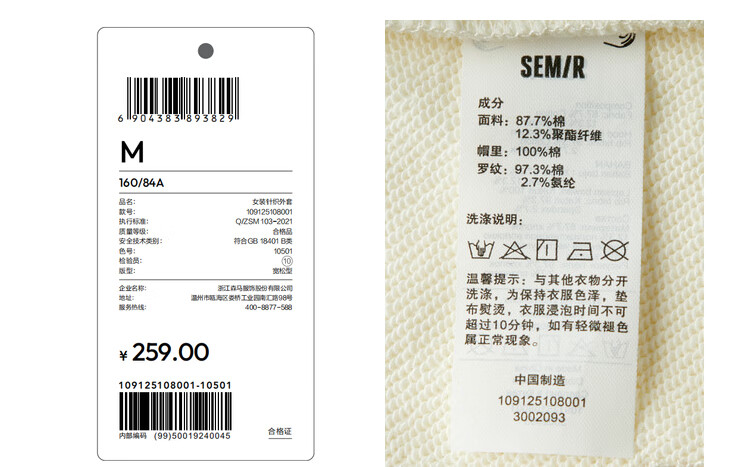 6 904383 893829
M
160/84A
品名: 女装针织外套
款号: 109125108001
执行标准: Q/ZSM 103-2021
质量等级: 合格品
安全技术类别: 符合GB 18401 B类
色号: 10501
检验员: 10
版型: 宽松型
企业名称: 浙江森马服饰股份有限公司
地址: 温州市瓯海区娄桥工业园南汇路98号
服务热线: 400-8877-588
¥ 259.00
109125108001-10501
内部编码 (99)50019240045
合格证
SEMIR
成分
面料: 87.7%棉
12.3%聚酯纤维
帽里: 100%棉
罗纹: 97.3%棉
2.7%氨纶
洗涤说明:
温馨提示: 与其他衣物分开
洗涤, 为保持衣服色泽, 垫
布熨烫, 衣服浸泡时间不可
超过10分钟, 如有轻微褪色
属正常现象。
中国制造
109125108001
3002093